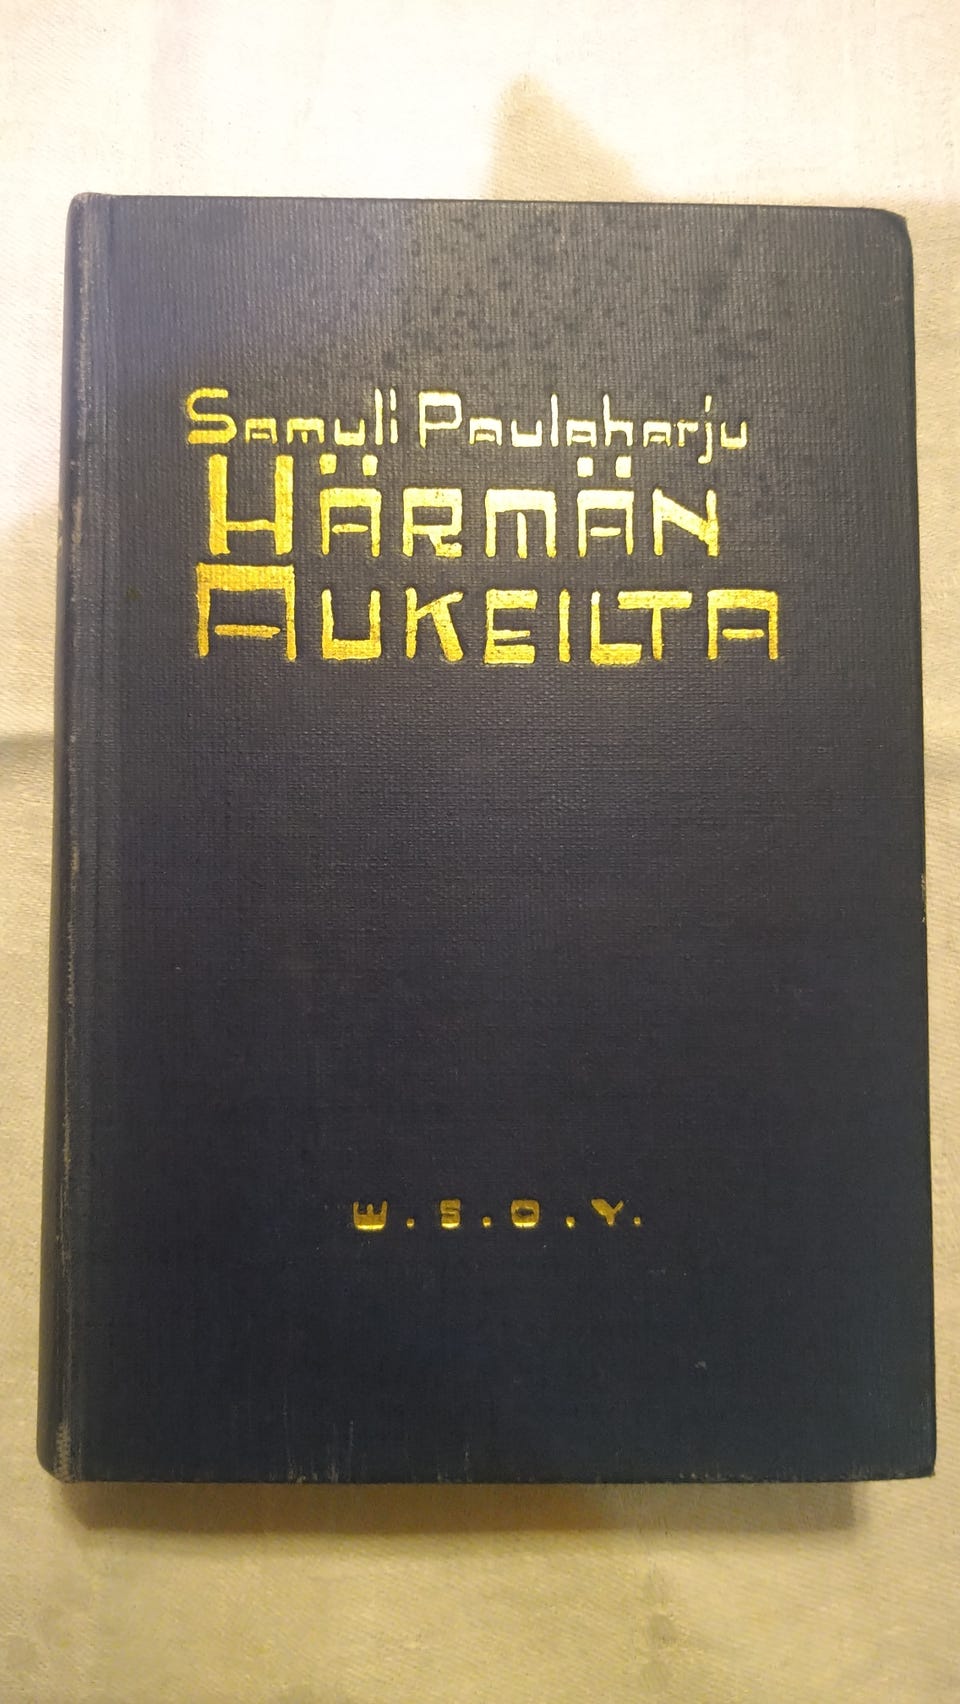 Samuli Paulaharju
HÄRMÄN
AUKEILTA
W.S.O.Y.